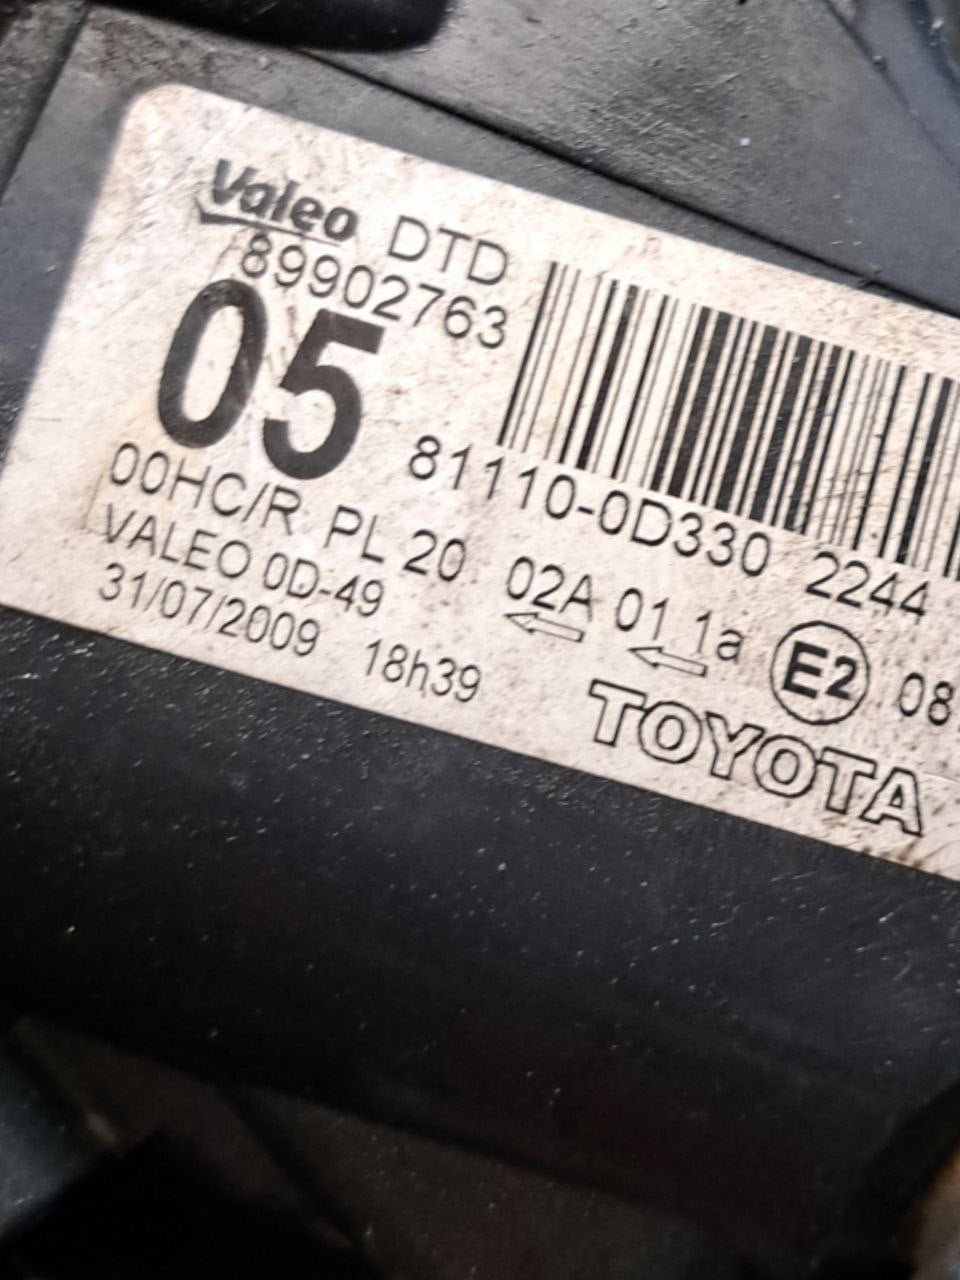 Valeo DTD
89902763
05
81110-0D330 2244
00HC/R PL 20 02A 01 1a E2 08
VALEO 0D-49
31/07/2009 18h39
TOYOTA